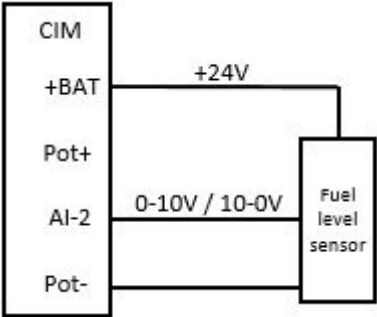 CIM
+BAT
+24V
Pot+
AI-2
0-10V / 10-0V
Fuel
level
sensor
Pot-